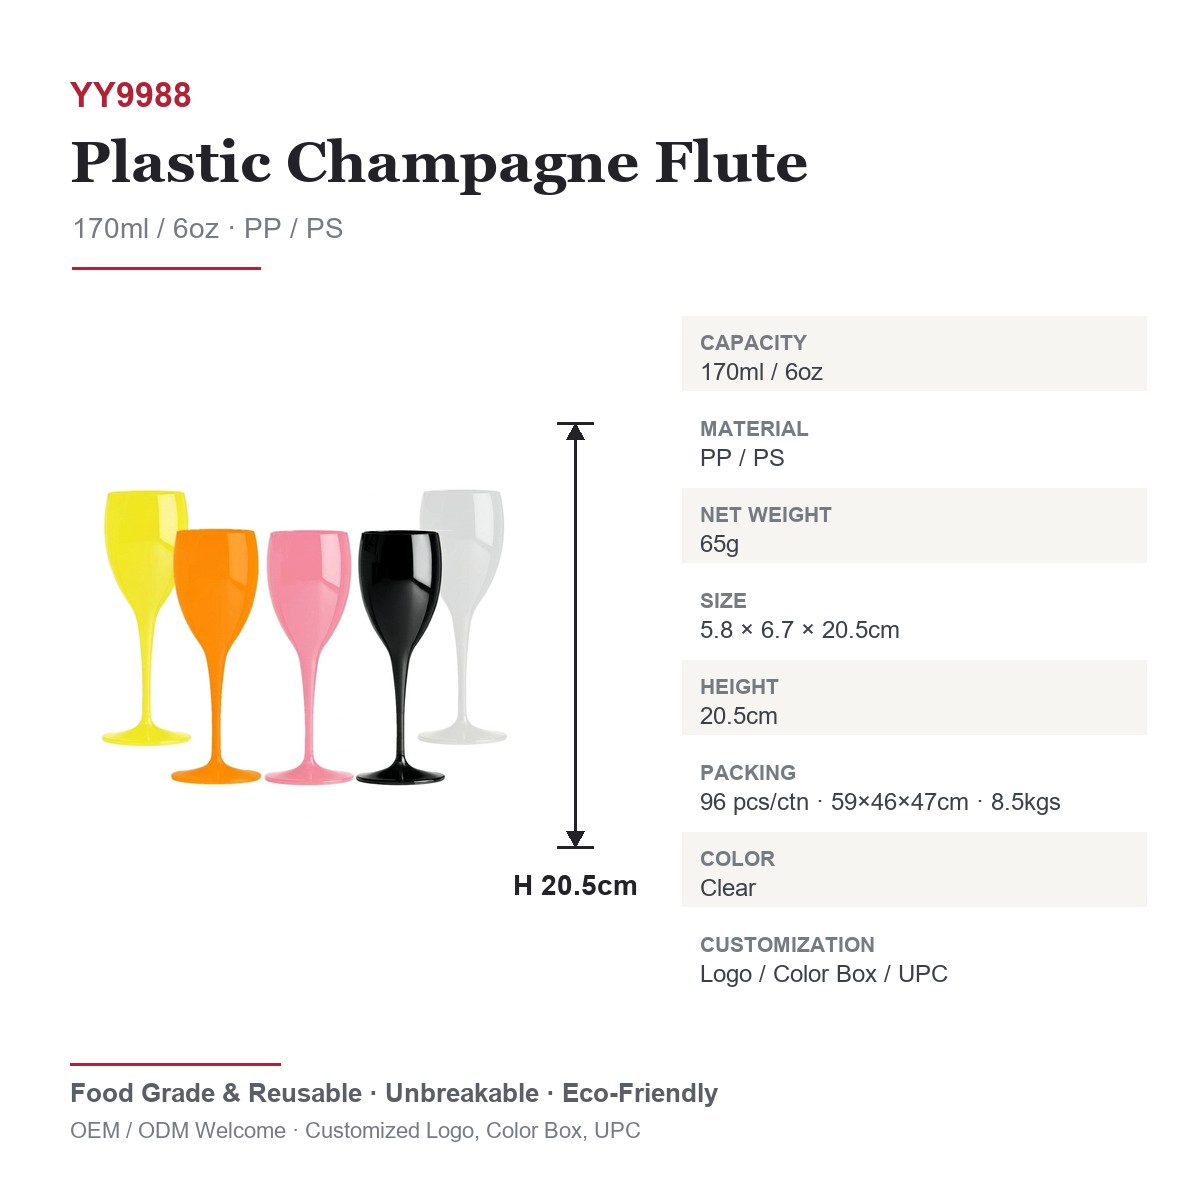 YY9988
Plastic Champagne Flute
170ml / 6oz · PP / PS
CAPACITY
170ml / 6oz
MATERIAL
PP / PS
NET WEIGHT
65g
SIZE
5.8 × 6.7 × 20.5cm
HEIGHT
20.5cm
PACKING
96 pcs/ctn · 59×46×47cm · 8.5kgs
COLOR
Clear
CUSTOMIZATION
Logo / Color Box / UPC
H 20.5cm
Food Grade & Reusable · Unbreakable · Eco-Friendly
OEM / ODM Welcome · Customized Logo, Color Box, UPC